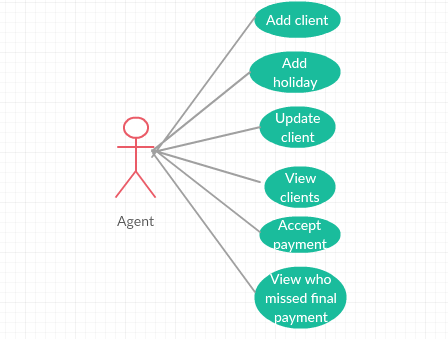 Add client
Add
holiday
Update
client
View
clients
Agent
Accept
payment
View who
missed final
payment